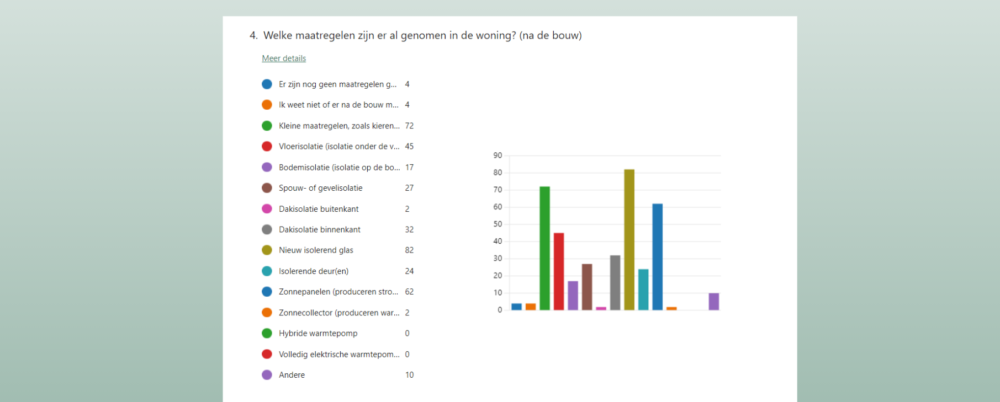 4. Welke maatregelen zijn er al genomen in de woning? (na de bouw)
Meer details
Er zijn nog geen maatregelen g... 4
Ik weet niet of er na de bouw m... 4
Kleine maatregelen, zoals kieren... 72
Vloerisolatie (isolatie onder de v... 45
Bodemisolatie (isolatie op de bo... 17
Spouw- of gevelisolatie 27
Dakisolatie buitenkant 2
Dakisolatie binnenkant 32
Nieuw isolerend glas 82
Isolerende deur(en) 24
Zonnepanelen (produceren stro... 62
Zonnecollector (produceren war... 2
Hybride warmtepomp 0
Volledig elektrische warmtepom... 0
Andere 10
90
80
70
60
50
40
30
20
10
0